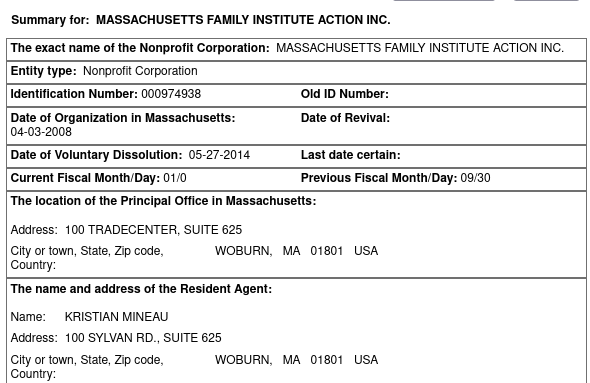 Summary for: MASSACHUSETTS FAMILY INSTITUTE ACTION INC.
The exact name of the Nonprofit Corporation: MASSACHUSETTS FAMILY INSTITUTE ACTION INC.
Entity type: Nonprofit Corporation
Identification Number: 000974938 Old ID Number:
Date of Organization in Massachusetts: Date of Revival:
04-03-2008
Date of Voluntary Dissolution: 05-27-2014 Last date certain:
Current Fiscal Month/Day: 01/0 Previous Fiscal Month/Day: 09/30
The location of the Principal Office in Massachusetts:
Address: 100 TRADECENTER, SUITE 625
City or town, State, Zip code, WOBURN, MA 01801 USA
Country:
The name and address of the Resident Agent:
Name: KRISTIAN MINEAU
Address: 100 SYLVAN RD., SUITE 625
City or town, State, Zip code, WOBURN, MA 01801 USA
Country: